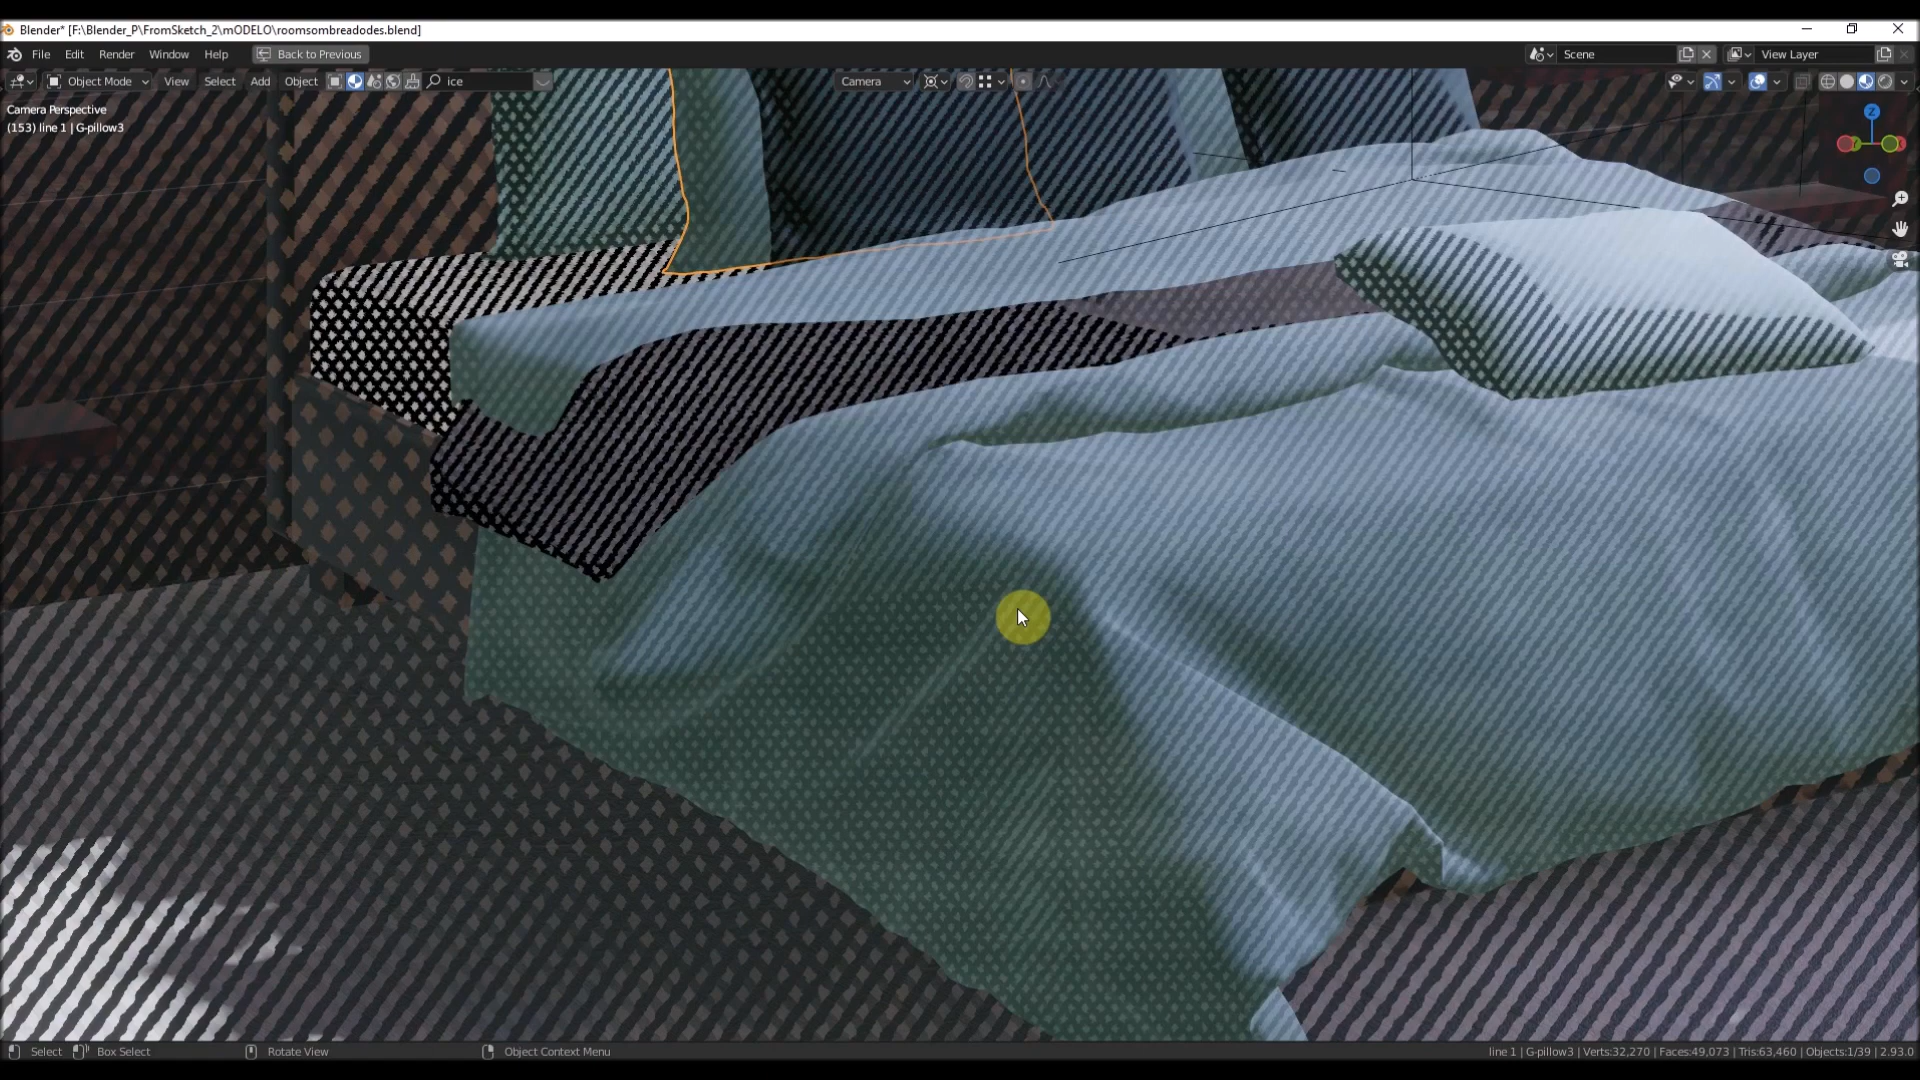 Blender* [F:\Blender_P\FromSketch_2\mODELO\roomsombreadodes.blend]
File Edit Render Window Help Back to Previous Scene View Layer
Object Mode View Select Add Object ice Camera
Camera Perspective
(153) line 1 | G-pillow3
Z
Select Box Select Rotate View Object Context Menu line 1 | G-pillow3 | Verts:32,270 | Faces:49,073 | Tris:63,460 | Objects:1/39 | 2.93.0